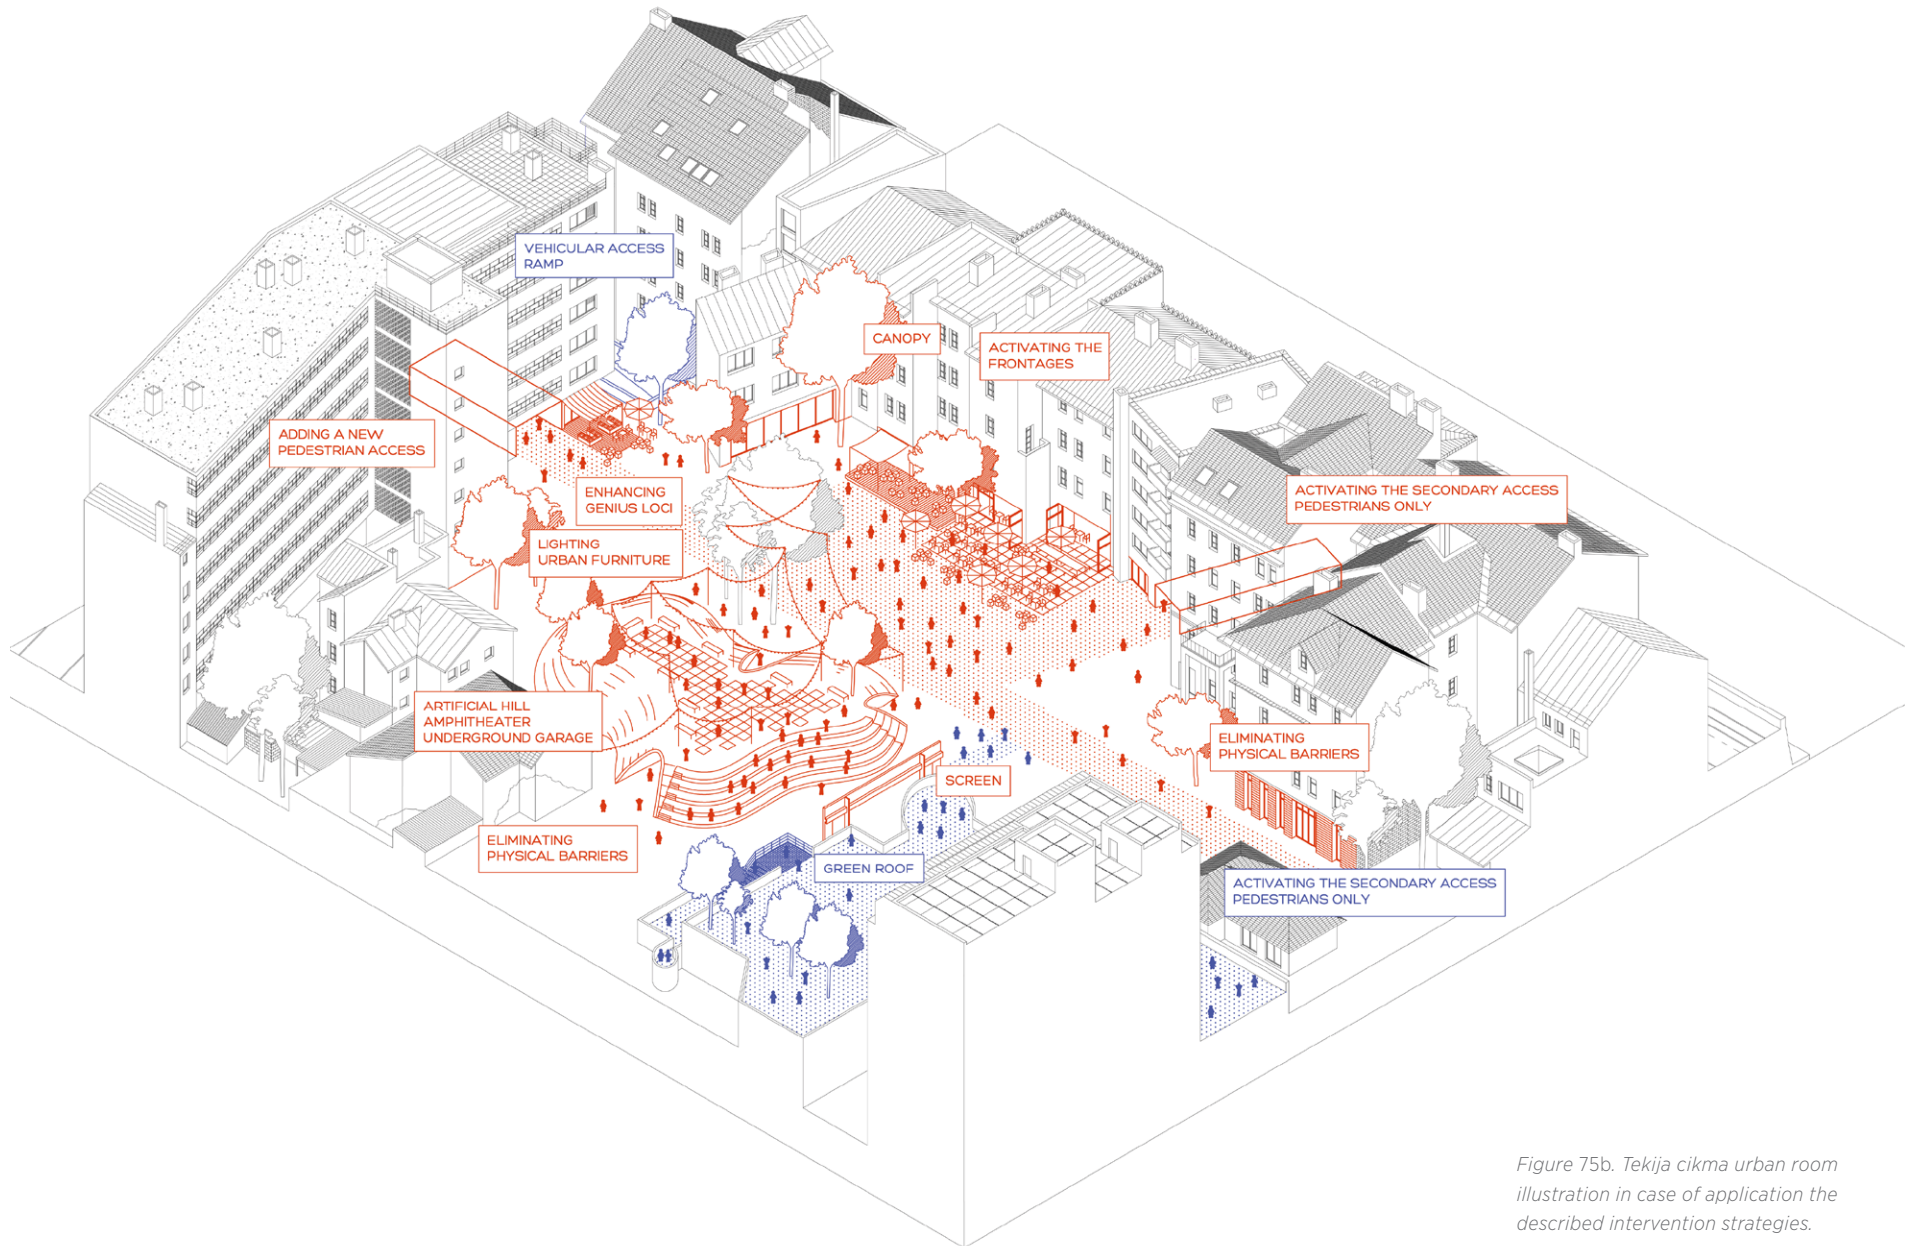 VEHICULAR ACCESS
RAMP
CANOPY
ACTIVATING THE
FRONTAGES
ADDING A NEW
PEDESTRIAN ACCESS
ENHANCING
GENIUS LOCI
ACTIVATING THE SECONDARY ACCESS
PEDESTRIANS ONLY
LIGHTING
URBAN FURNITURE
ARTIFICIAL HILL
AMPHITHEATER
UNDERGROUND GARAGE
ELIMINATING
PHYSICAL BARRIERS
SCREEN
ELIMINATING
PHYSICAL BARRIERS
GREEN ROOF
ACTIVATING THE SECONDARY ACCESS
PEDESTRIANS ONLY
Figure 75b. Tekija cikma urban room
illustration in case of application the
described intervention strategies.